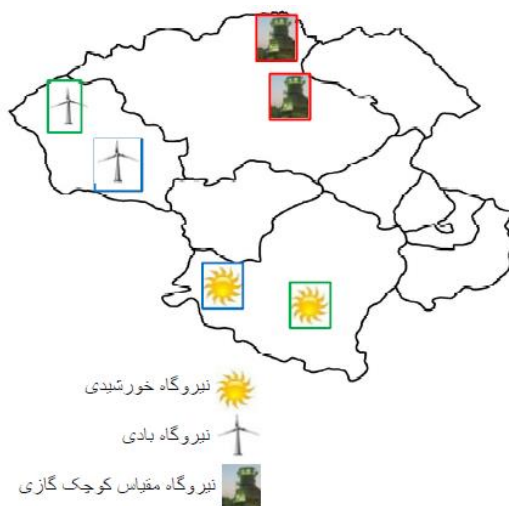 نیروگاه خورشیدی
نیروگاه بادی
نیروگاه مقیاس کوچک گازی